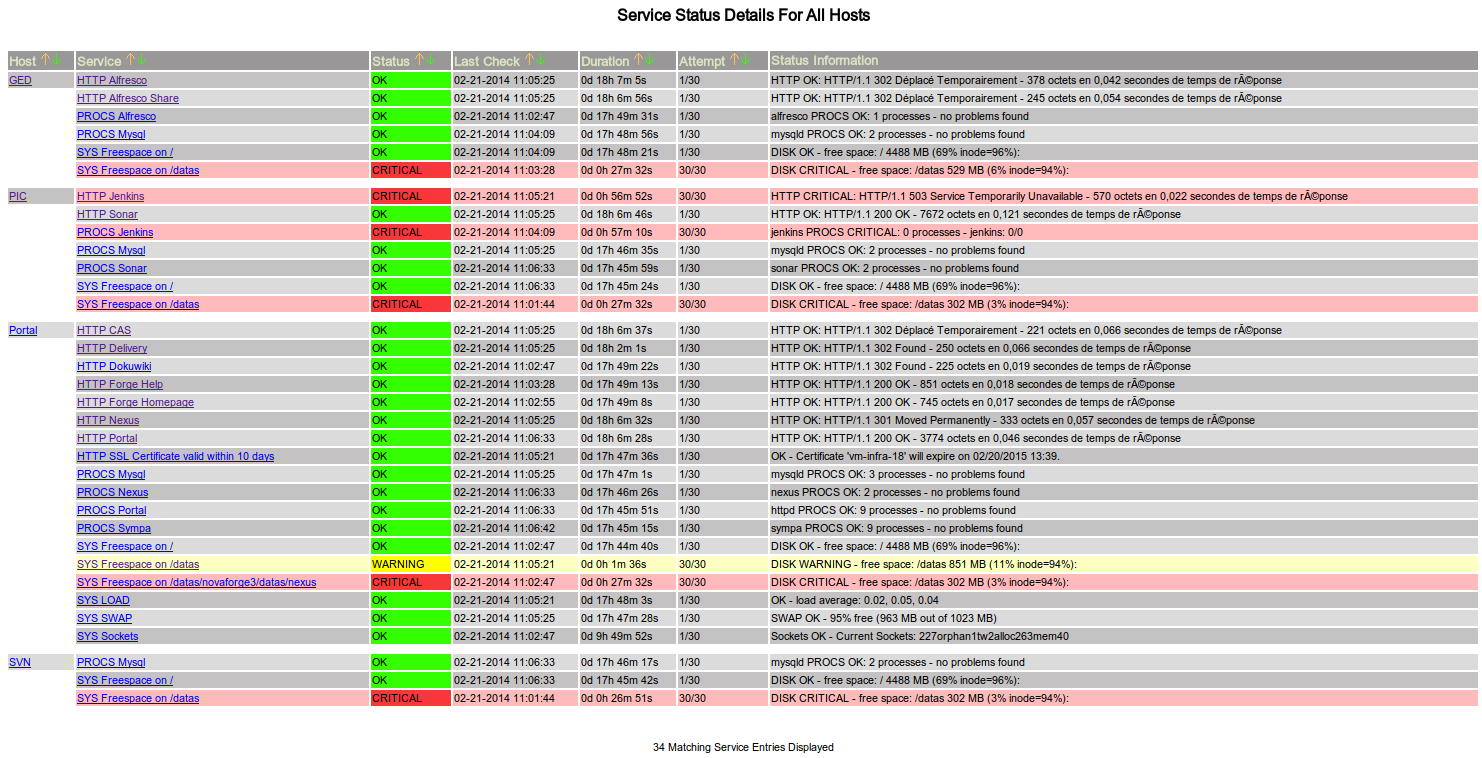 Service Status Details For All Hosts
Host Service Status Last Check Duration Attempt Status Information
GED HTTP Alfresco OK 02-21-2014 11:05:25 0d 18h 7m 5s 1/30 HTTP OK: HTTP/1.1 302 Déplacé Temporairement - 378 octets en 0,042 secondes de temps de rÃ©ponse
HTTP Alfresco Share OK 02-21-2014 11:05:25 0d 18h 6m 56s 1/30 HTTP OK: HTTP/1.1 302 Déplacé Temporairement - 245 octets en 0,054 secondes de temps de rÃ©ponse
PROCS Alfresco OK 02-21-2014 11:02:47 0d 17h 49m 31s 1/30 alfresco PROCS OK: 1 processes - no problems found
PROCS Mysql OK 02-21-2014 11:04:09 0d 17h 48m 56s 1/30 mysqld PROCS OK: 2 processes - no problems found
SYS Freespace on / OK 02-21-2014 11:04:09 0d 17h 48m 21s 1/30 DISK OK - free space: / 4488 MB (69% inode=96%):
SYS Freespace on /datas CRITICAL 02-21-2014 11:03:28 0d 0h 27m 32s 30/30 DISK CRITICAL - free space: /datas 529 MB (6% inode=94%):
PIC HTTP Jenkins CRITICAL 02-21-2014 11:05:21 0d 0h 56m 52s 30/30 HTTP CRITICAL: HTTP/1.1 503 Service Temporarily Unavailable - 570 octets en 0,022 secondes de temps de rÃ©ponse
HTTP Sonar OK 02-21-2014 11:05:25 0d 18h 6m 46s 1/30 HTTP OK: HTTP/1.1 200 OK - 7672 octets en 0,121 secondes de temps de rÃ©ponse
PROCS Jenkins CRITICAL 02-21-2014 11:04:09 0d 0h 57m 10s 30/30 jenkins PROCS CRITICAL: 0 processes - jenkins: 0/0
PROCS Mysql OK 02-21-2014 11:05:25 0d 17h 46m 35s 1/30 mysqld PROCS OK: 2 processes - no problems found
PROCS Sonar OK 02-21-2014 11:06:33 0d 17h 45m 59s 1/30 sonar PROCS OK: 2 processes - no problems found
SYS Freespace on / OK 02-21-2014 11:06:33 0d 17h 45m 24s 1/30 DISK OK - free space: / 4488 MB (69% inode=96%):
SYS Freespace on /datas CRITICAL 02-21-2014 11:01:44 0d 0h 27m 32s 30/30 DISK CRITICAL - free space: /datas 302 MB (3% inode=94%):
Portal HTTP CAS OK 02-21-2014 11:05:25 0d 18h 6m 37s 1/30 HTTP OK: HTTP/1.1 302 Déplacé Temporairement - 221 octets en 0,066 secondes de temps de rÃ©ponse
HTTP Delivery OK 02-21-2014 11:05:25 0d 18h 2m 1s 1/30 HTTP OK: HTTP/1.1 302 Found - 250 octets en 0,066 secondes de temps de rÃ©ponse
HTTP Dokuwiki OK 02-21-2014 11:02:47 0d 17h 49m 22s 1/30 HTTP OK: HTTP/1.1 302 Found - 225 octets en 0,019 secondes de temps de rÃ©ponse
HTTP Forge Help OK 02-21-2014 11:03:28 0d 17h 49m 13s 1/30 HTTP OK: HTTP/1.1 200 OK - 851 octets en 0,018 secondes de temps de rÃ©ponse
HTTP Forge Homepage OK 02-21-2014 11:02:55 0d 17h 49m 8s 1/30 HTTP OK: HTTP/1.1 200 OK - 745 octets en 0,017 secondes de temps de rÃ©ponse
HTTP Nexus OK 02-21-2014 11:05:25 0d 18h 6m 32s 1/30 HTTP OK: HTTP/1.1 301 Moved Permanently - 333 octets en 0,057 secondes de temps de rÃ©ponse
HTTP Portal OK 02-21-2014 11:06:33 0d 18h 6m 28s 1/30 HTTP OK: HTTP/1.1 200 OK - 3774 octets en 0,046 secondes de temps de rÃ©ponse
HTTP SSL Certificate valid within 10 days OK 02-21-2014 11:05:21 0d 17h 47m 36s 1/30 OK - Certificate 'vm-infra-18' will expire on 02/20/2015 13:39.
PROCS Mysql OK 02-21-2014 11:05:25 0d 17h 47m 1s 1/30 mysqld PROCS OK: 3 processes - no problems found
PROCS Nexus OK 02-21-2014 11:06:33 0d 17h 46m 26s 1/30 nexus PROCS OK: 2 processes - no problems found
PROCS Portal OK 02-21-2014 11:06:33 0d 17h 45m 51s 1/30 httpd PROCS OK: 9 processes - no problems found
PROCS Sympa OK 02-21-2014 11:06:42 0d 17h 45m 15s 1/30 sympa PROCS OK: 9 processes - no problems found
SYS Freespace on / OK 02-21-2014 11:02:47 0d 17h 44m 40s 1/30 DISK OK - free space: / 4488 MB (69% inode=96%):
SYS Freespace on /datas WARNING 02-21-2014 11:05:21 0d 0h 1m 36s 30/30 DISK WARNING - free space: /datas 851 MB (11% inode=94%):
SYS Freespace on /datas/novaforge3/datas/nexus CRITICAL 02-21-2014 11:02:47 0d 0h 27m 32s 30/30 DISK CRITICAL - free space: /datas 302 MB (3% inode=94%):
SYS LOAD OK 02-21-2014 11:05:21 0d 17h 48m 3s 1/30 OK - load average: 0.02, 0.05, 0.04
SYS SWAP OK 02-21-2014 11:05:25 0d 17h 47m 28s 1/30 SWAP OK - 95% free (963 MB out of 1023 MB)
SYS Sockets OK 02-21-2014 11:02:47 0d 9h 49m 52s 1/30 Sockets OK - Current Sockets: 227orphan1tw2alloc263mem40
SVN PROCS Mysql OK 02-21-2014 11:06:33 0d 17h 46m 17s 1/30 mysqld PROCS OK: 2 processes - no problems found
SYS Freespace on / OK 02-21-2014 11:06:33 0d 17h 45m 42s 1/30 DISK OK - free space: / 4488 MB (69% inode=96%):
SYS Freespace on /datas CRITICAL 02-21-2014 11:01:44 0d 0h 26m 51s 30/30 DISK CRITICAL - free space: /datas 302 MB (3% inode=94%):
34 Matching Service Entries Displayed